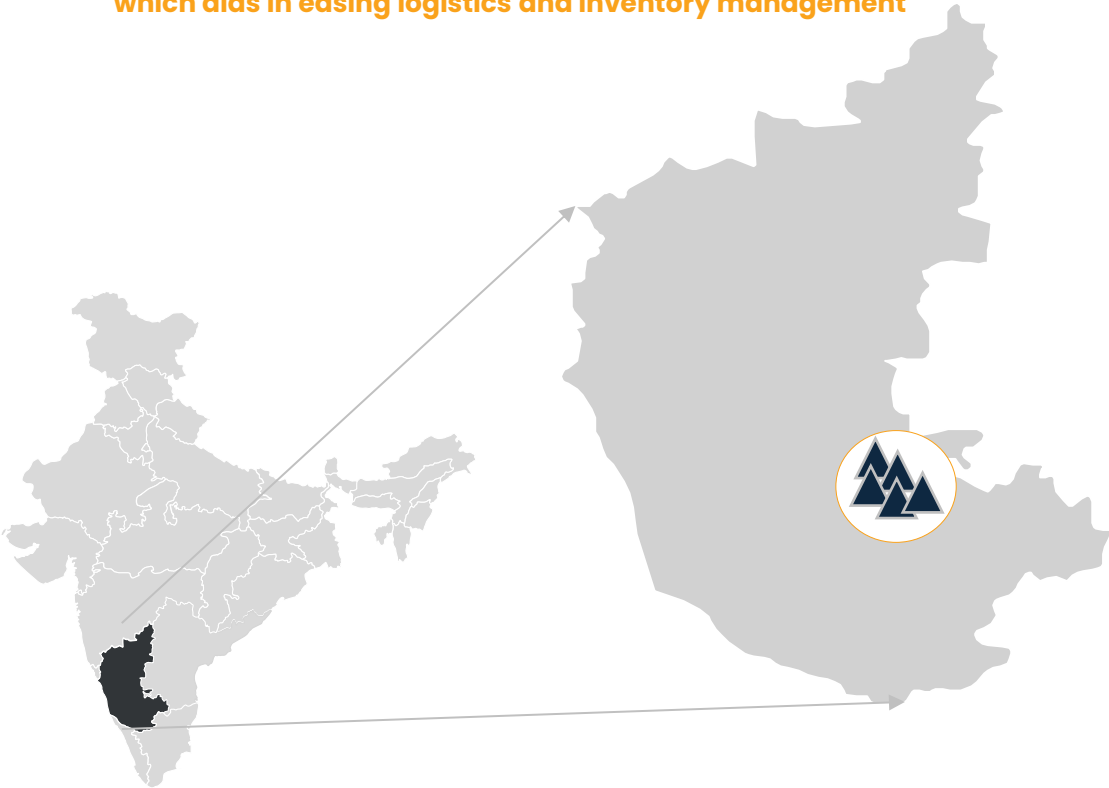 which aids in easing logistics and inventory management